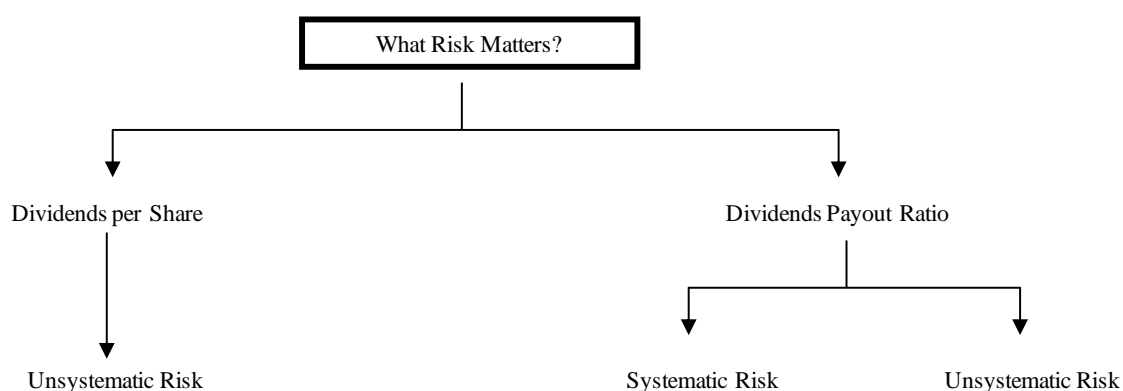 What Risk Matters?
Dividends per Share
Dividends Payout Ratio
Unsystematic Risk
Systematic Risk
Unsystematic Risk